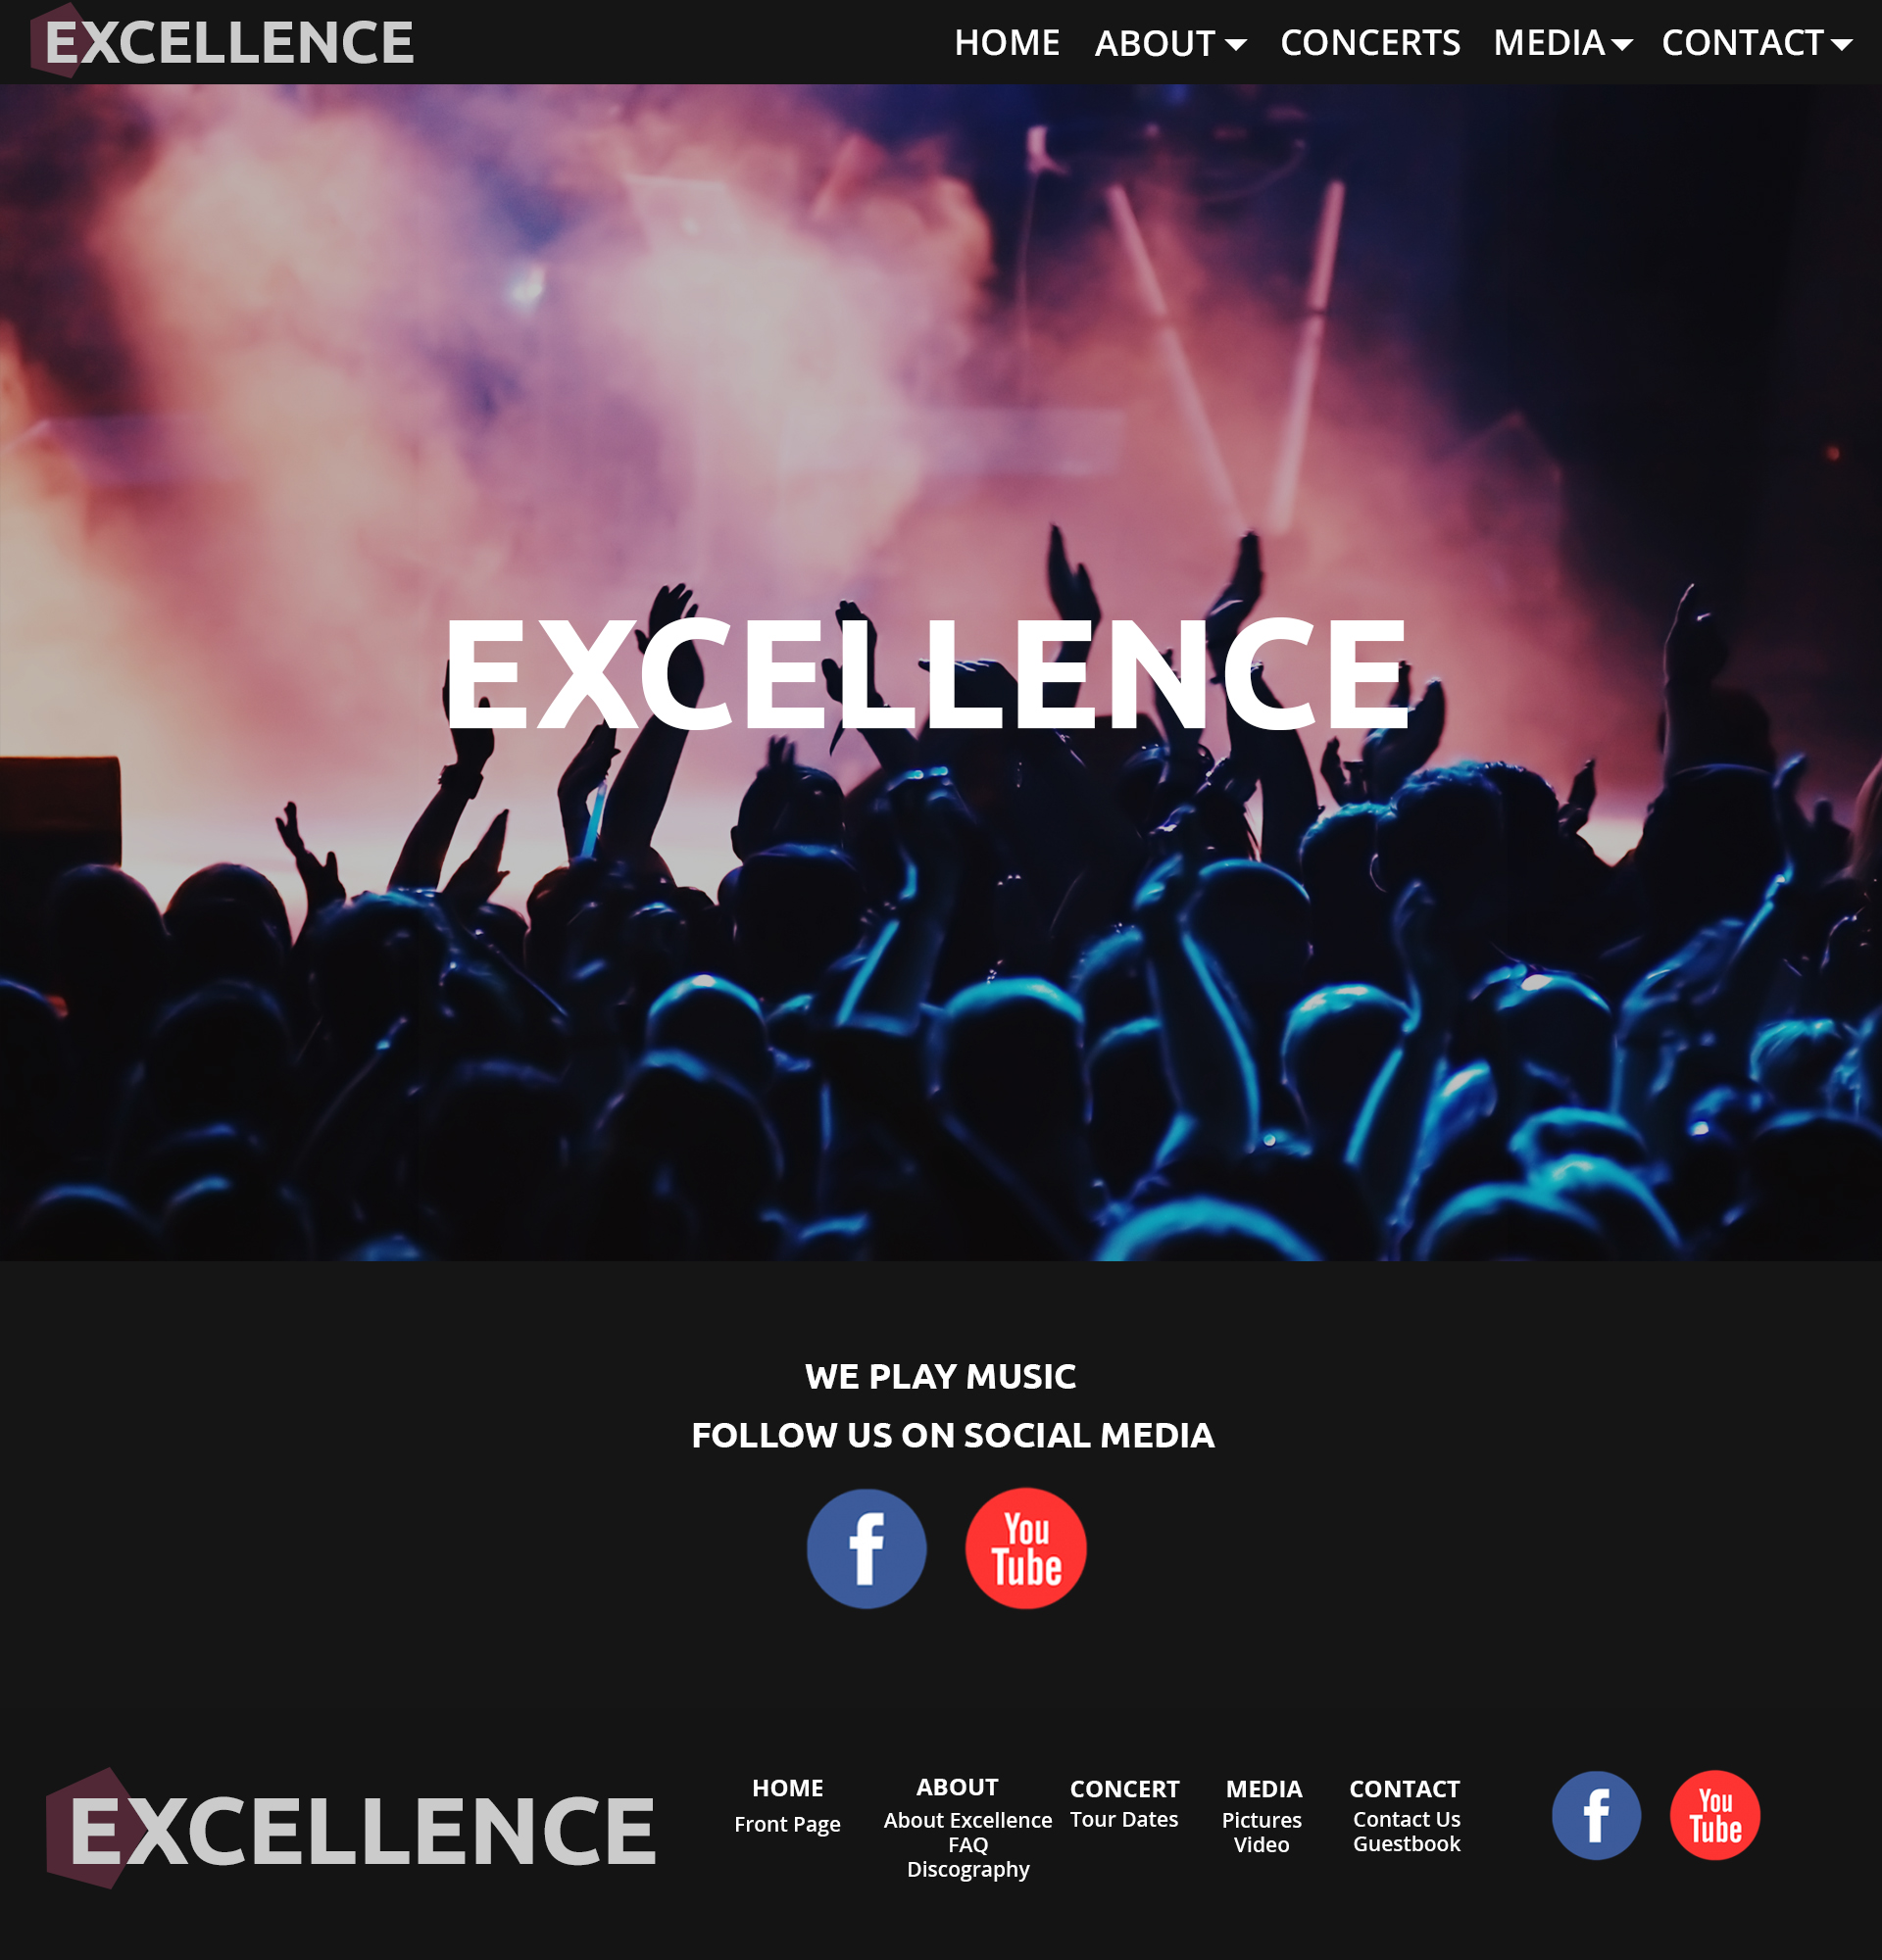 EXCELLENCE
HOME ABOUT CONCERTS MEDIA CONTACT
EXCELLENCE
WE PLAY MUSIC
FOLLOW US ON SOCIAL MEDIA
f
You
Tube
EXCELLENCE
HOME
Front Page
ABOUT
About Excellence
FAQ
Discography
CONCERT
Tour Dates
MEDIA
Pictures
Video
CONTACT
Contact Us
Guestbook
f
You
Tube